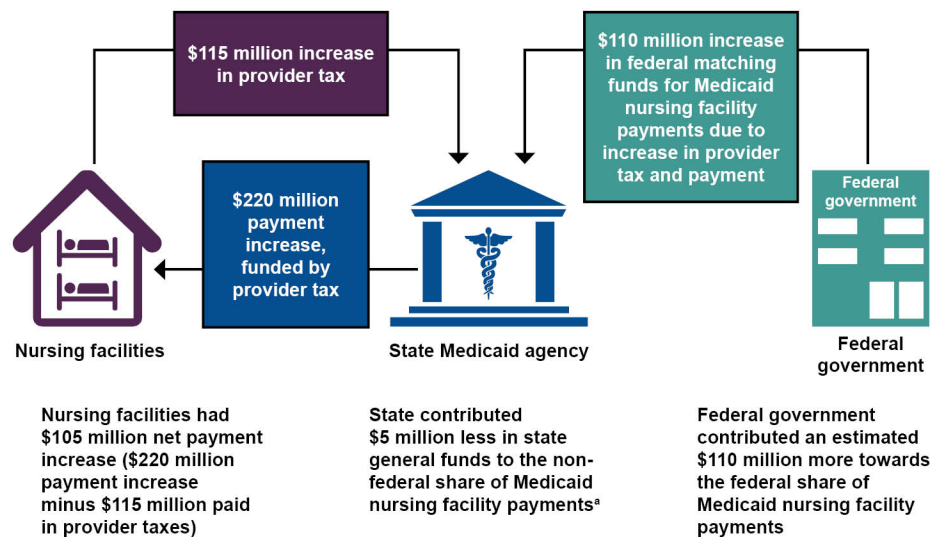 $115 million increase
in provider tax
$110 million increase
in federal matching
funds for Medicaid
nursing facility
payments due to
increase in provider
tax and payment
$220 million
payment
increase,
funded by
provider tax
Federal
government
Nursing facilities
State Medicaid agency
Federal
government
Nursing facilities had
$105 million net payment
increase ($220 million
payment increase
minus $115 million paid
in provider taxes)
State contributed
$5 million less in state
general funds to the non-
federal share of Medicaid
nursing facility paymentsᵃ
Federal government
contributed an estimated
$110 million more towards
the federal share of
Medicaid nursing facility
payments